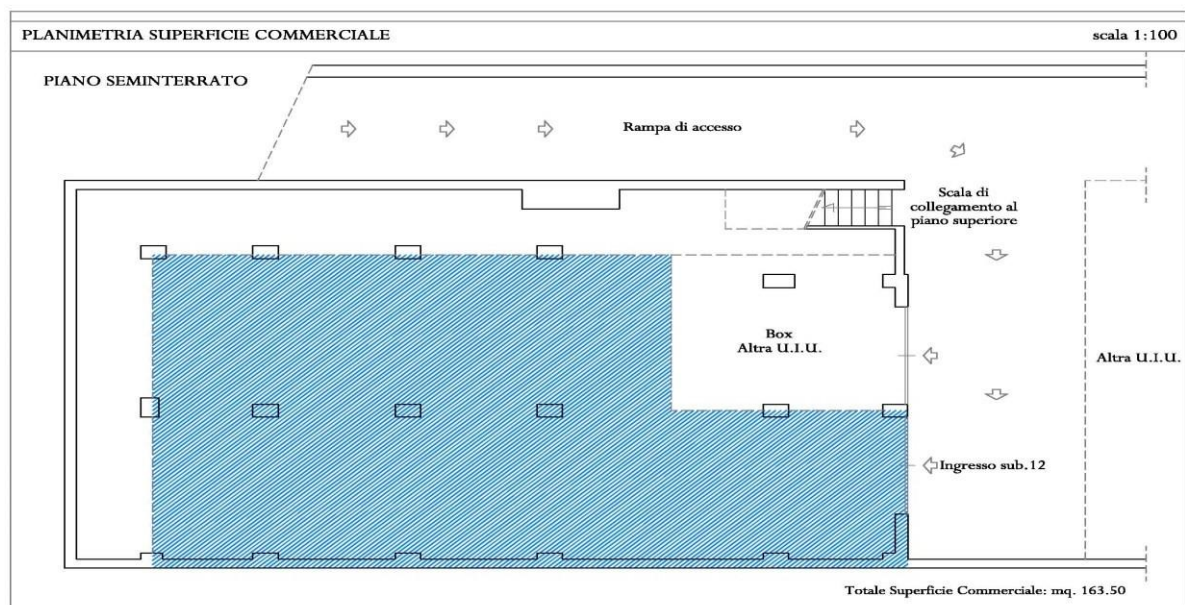 PLANIMETRIA SUPERFICIE COMMERCIALE
scala 1:100
PIANO SEMINTERRATO
Rampa di accesso
Scala di
collegamento al
piano superiore
Box
Altra U.I.U.
Altra U.I.U.
Ingresso sub.12
Totale Superficie Commerciale: mq. 163.50